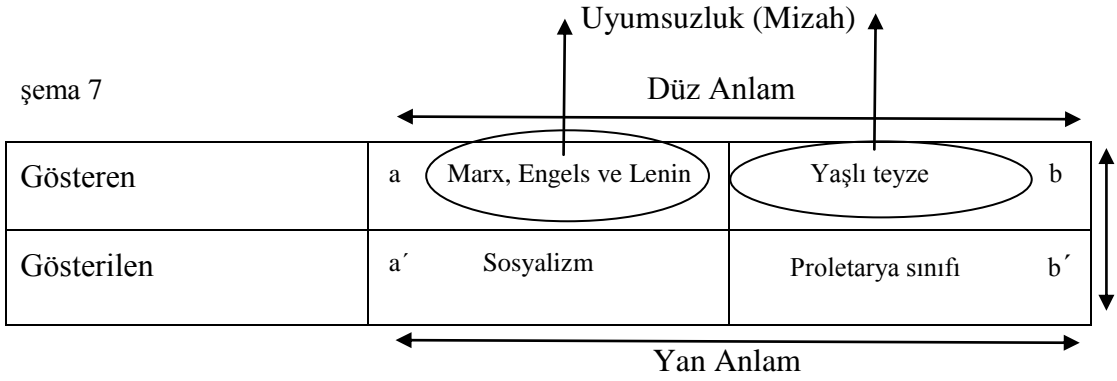 Uyumsuzluk (Mizah)
şema 7
Düz Anlam
Gösteren a Marx, Engels ve Lenin Yaşlı teyze b
Gösterilen a´ Sosyalizm Proletarya sınıfı b´
Yan Anlam